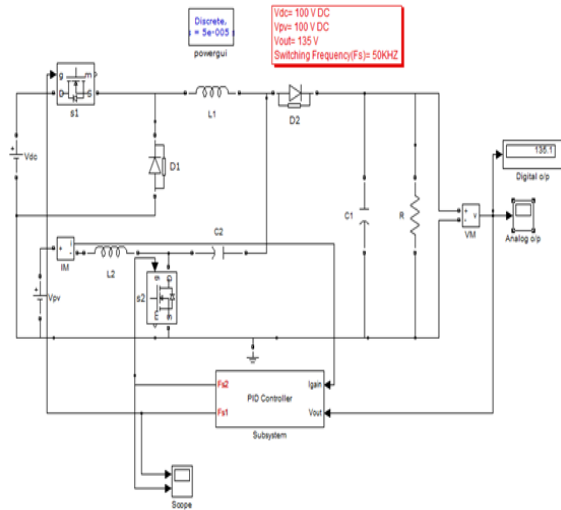 Discrete,
= 5e-005
powergui
Vdc= 100 V DC
Vpv= 100 V DC
Vout= 135 V
Switching Frequency(Fs)= 50KHZ
g
m
D
S
s1
L1
D2
Vdc
D1
C1
R
+
-
v
VM
135.1
Digital o/p
Analog o/p
+
-
i
IM
L2
C2
s2
Vpv
Fs2
Fs1
PID Controller
Igain
Vout
Subsystem
Scope